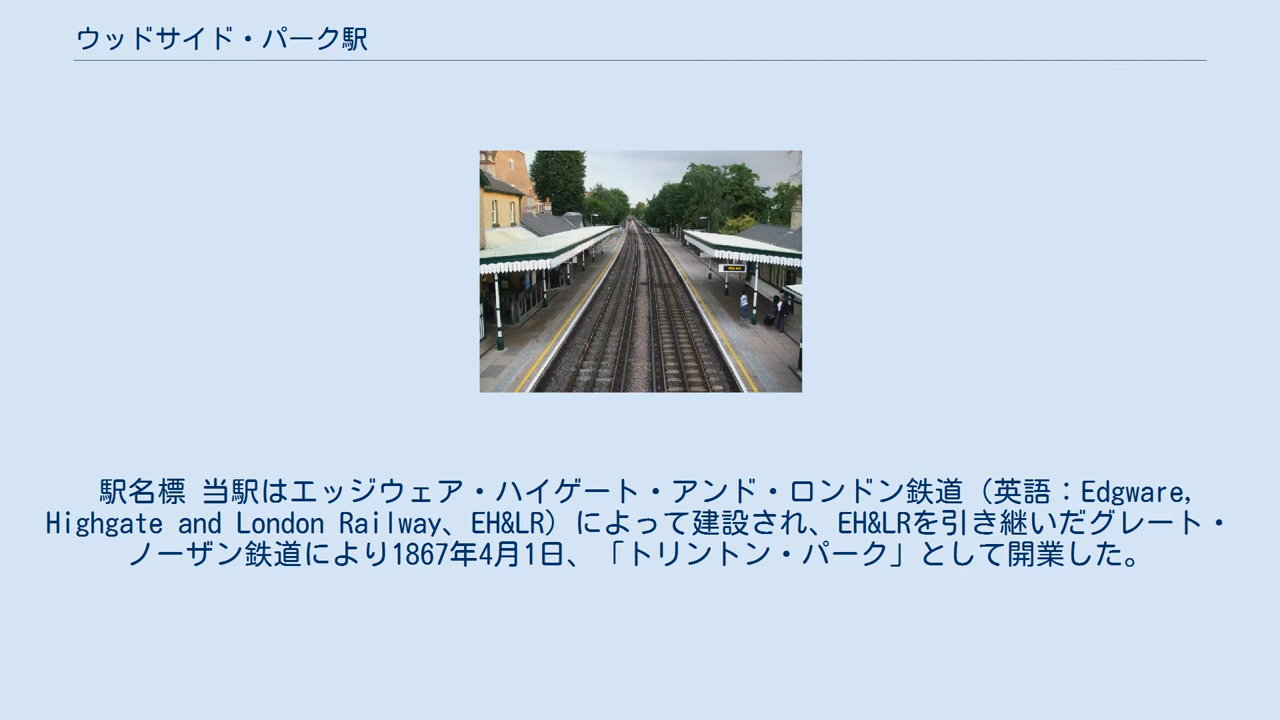 ウッドサイド・パーク駅
駅名標 当駅はエッジウェア・ハイゲート・アンド・ロンドン鉄道（英語：Edgware,
Highgate and London Railway、EH&LR）によって建設され、EH&LRを引き継いだグレート・
ノーザン鉄道により1867年4月1日、「トリントン・パーク」として開業した。